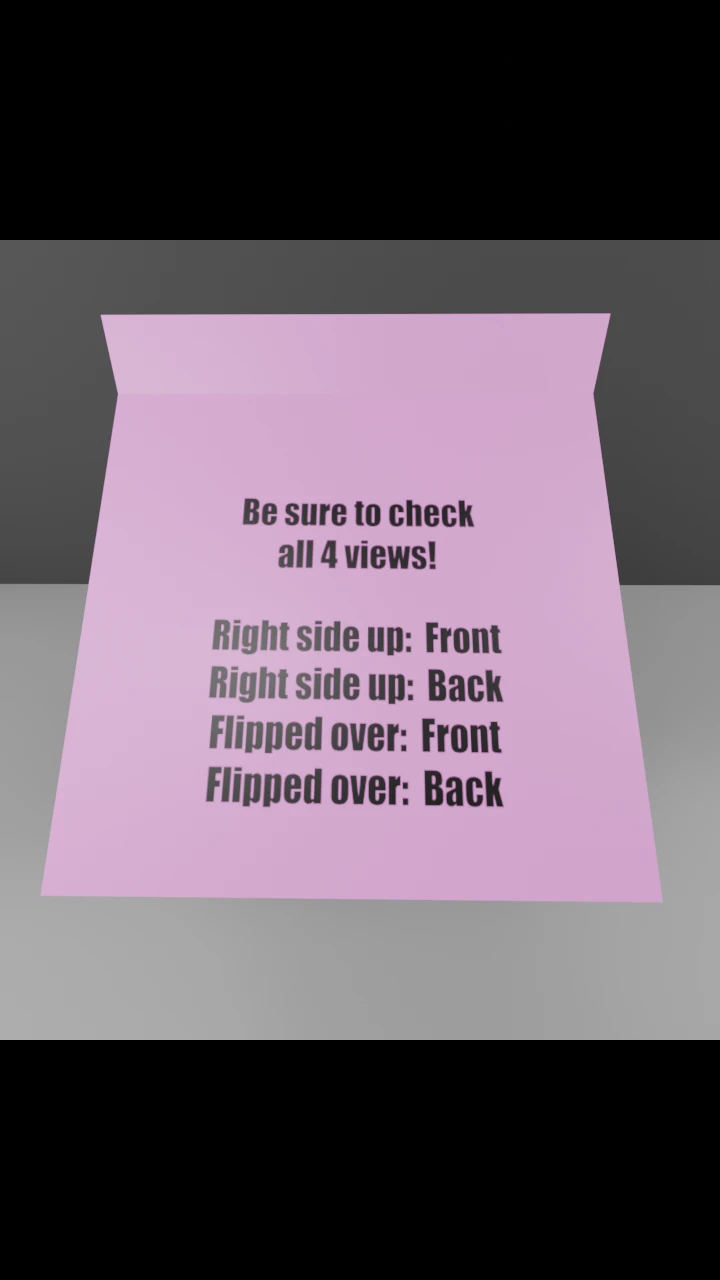 Be sure to check
all 4 views!
Right side up: Front
Right side up: Back
Flipped over: Front
Flipped over: Back